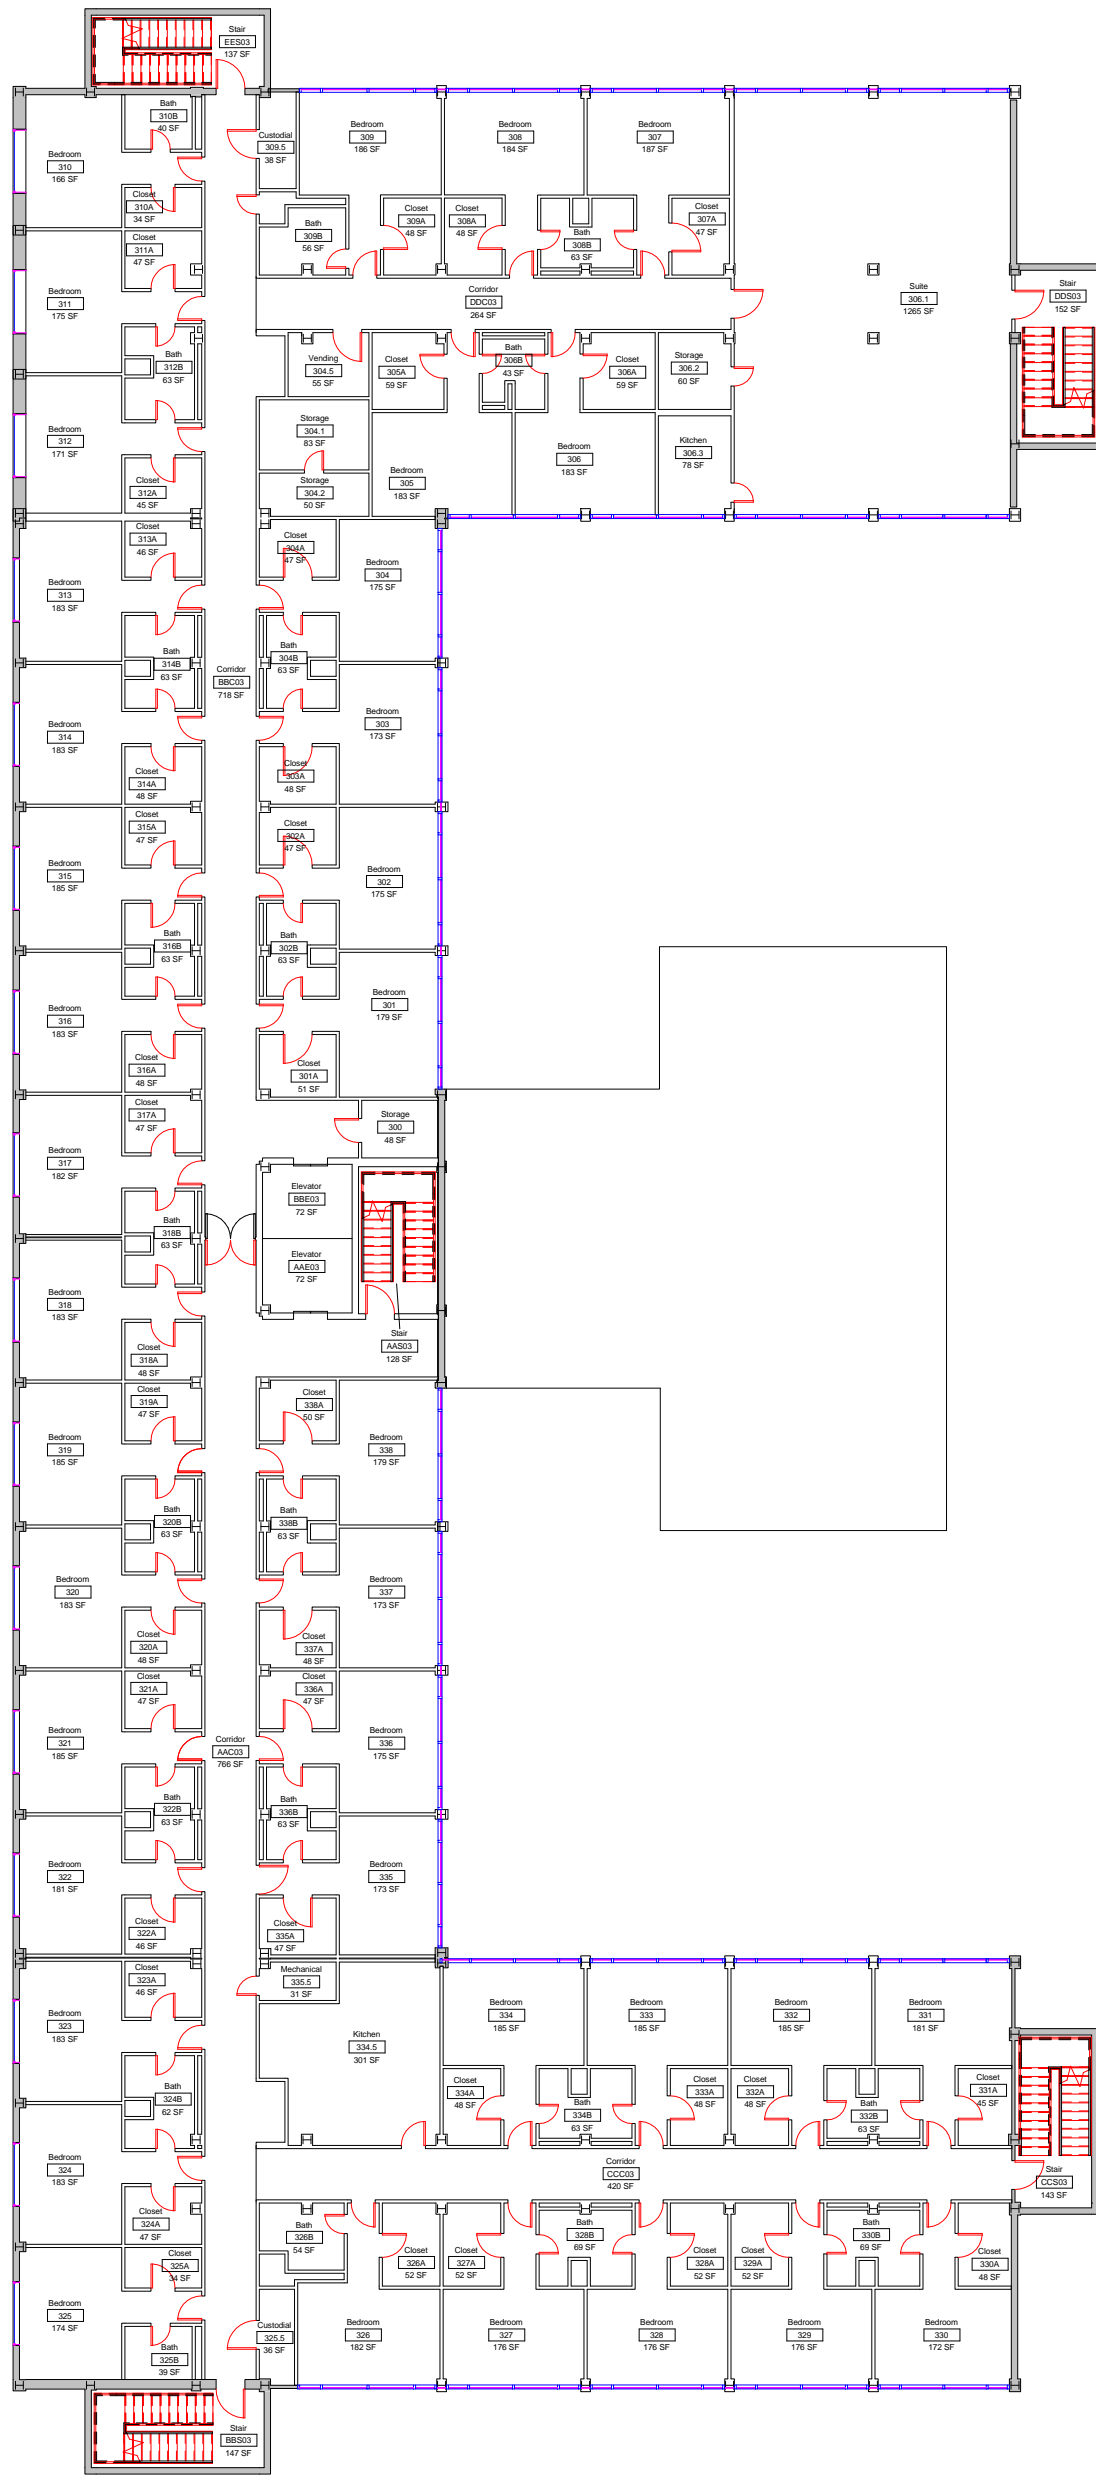 Stair
EES03
137 SF
Bath
310B
40 SF
Bedroom
310
166 SF
Closet
310A
34 SF
Custodial
309.5
38 SF
Bedroom
309
186 SF
Bedroom
308
184 SF
Bedroom
307
187 SF
Closet
309A
48 SF
Closet
308A
48 SF
Closet
307A
47 SF
Bath
309B
56 SF
Bath
308B
63 SF
Closet
311A
47 SF
Bedroom
311
175 SF
Corridor
DDC03
264 SF
Suite
306.1
1265 SF
Stair
DDS03
152 SF
Bath
312B
63 SF
Vending
304.5
55 SF
Closet
305A
59 SF
Bath
306B
43 SF
Closet
306A
59 SF
Storage
306.2
60 SF
Bedroom
312
171 SF
Storage
304.1
83 SF
Bedroom
305
183 SF
Bedroom
306
183 SF
Kitchen
306.3
78 SF
Closet
312A
45 SF
Storage
304.2
50 SF
Closet
313A
46 SF
Closet
304A
47 SF
Bedroom
313
183 SF
Bedroom
304
175 SF
Bath
314B
63 SF
Corridor
BBC03
718 SF
Bath
304B
63 SF
Bedroom
314
183 SF
Bedroom
303
173 SF
Closet
314A
48 SF
Closet
303A
48 SF
Closet
315A
47 SF
Closet
302A
47 SF
Bedroom
315
185 SF
Bedroom
302
175 SF
Bath
316B
63 SF
Bath
302B
63 SF
Bedroom
316
183 SF
Bedroom
301
179 SF
Closet
316A
48 SF
Closet
301A
51 SF
Closet
317A
47 SF
Storage
300
48 SF
Bedroom
317
182 SF
Elevator
BBE03
72 SF
Bath
318B
63 SF
Elevator
AAE03
72 SF
Bedroom
318
183 SF
Stair
AAS03
128 SF
Closet
318A
48 SF
Closet
319A
47 SF
Closet
338A
50 SF
Bedroom
319
185 SF
Bedroom
338
179 SF
Bath
320B
63 SF
Bath
338B
63 SF
Bedroom
320
183 SF
Bedroom
337
173 SF
Closet
320A
48 SF
Closet
337A
48 SF
Closet
321A
47 SF
Closet
336A
47 SF
Bedroom
321
185 SF
Corridor
AAC03
766 SF
Bedroom
336
175 SF
Bath
322B
63 SF
Bath
336B
63 SF
Bedroom
322
181 SF
Bedroom
335
173 SF
Closet
322A
46 SF
Closet
335A
47 SF
Closet
323A
46 SF
Mechanical
335.5
31 SF
Bedroom
323
183 SF
Kitchen
334.5
301 SF
Bedroom
334
185 SF
Bedroom
333
185 SF
Bedroom
332
185 SF
Bedroom
331
181 SF
Bath
324B
62 SF
Closet
334A
48 SF
Bath
334B
63 SF
Closet
333A
48 SF
Closet
332A
48 SF
Bath
332B
63 SF
Closet
331A
45 SF
Bedroom
324
183 SF
Corridor
CCC03
420 SF
Stair
CCS03
143 SF
Closet
324A
47 SF
Bath
326B
54 SF
Closet
326A
52 SF
Closet
327A
52 SF
Bath
328B
69 SF
Closet
328A
52 SF
Closet
329A
52 SF
Bath
330B
69 SF
Closet
330A
48 SF
Closet
325A
34 SF
Bedroom
325
174 SF
Bath
325B
39 SF
Custodial
325.5
36 SF
Bedroom
326
182 SF
Bedroom
327
176 SF
Bedroom
328
176 SF
Bedroom
329
176 SF
Bedroom
330
172 SF
Stair
BBS03
147 SF